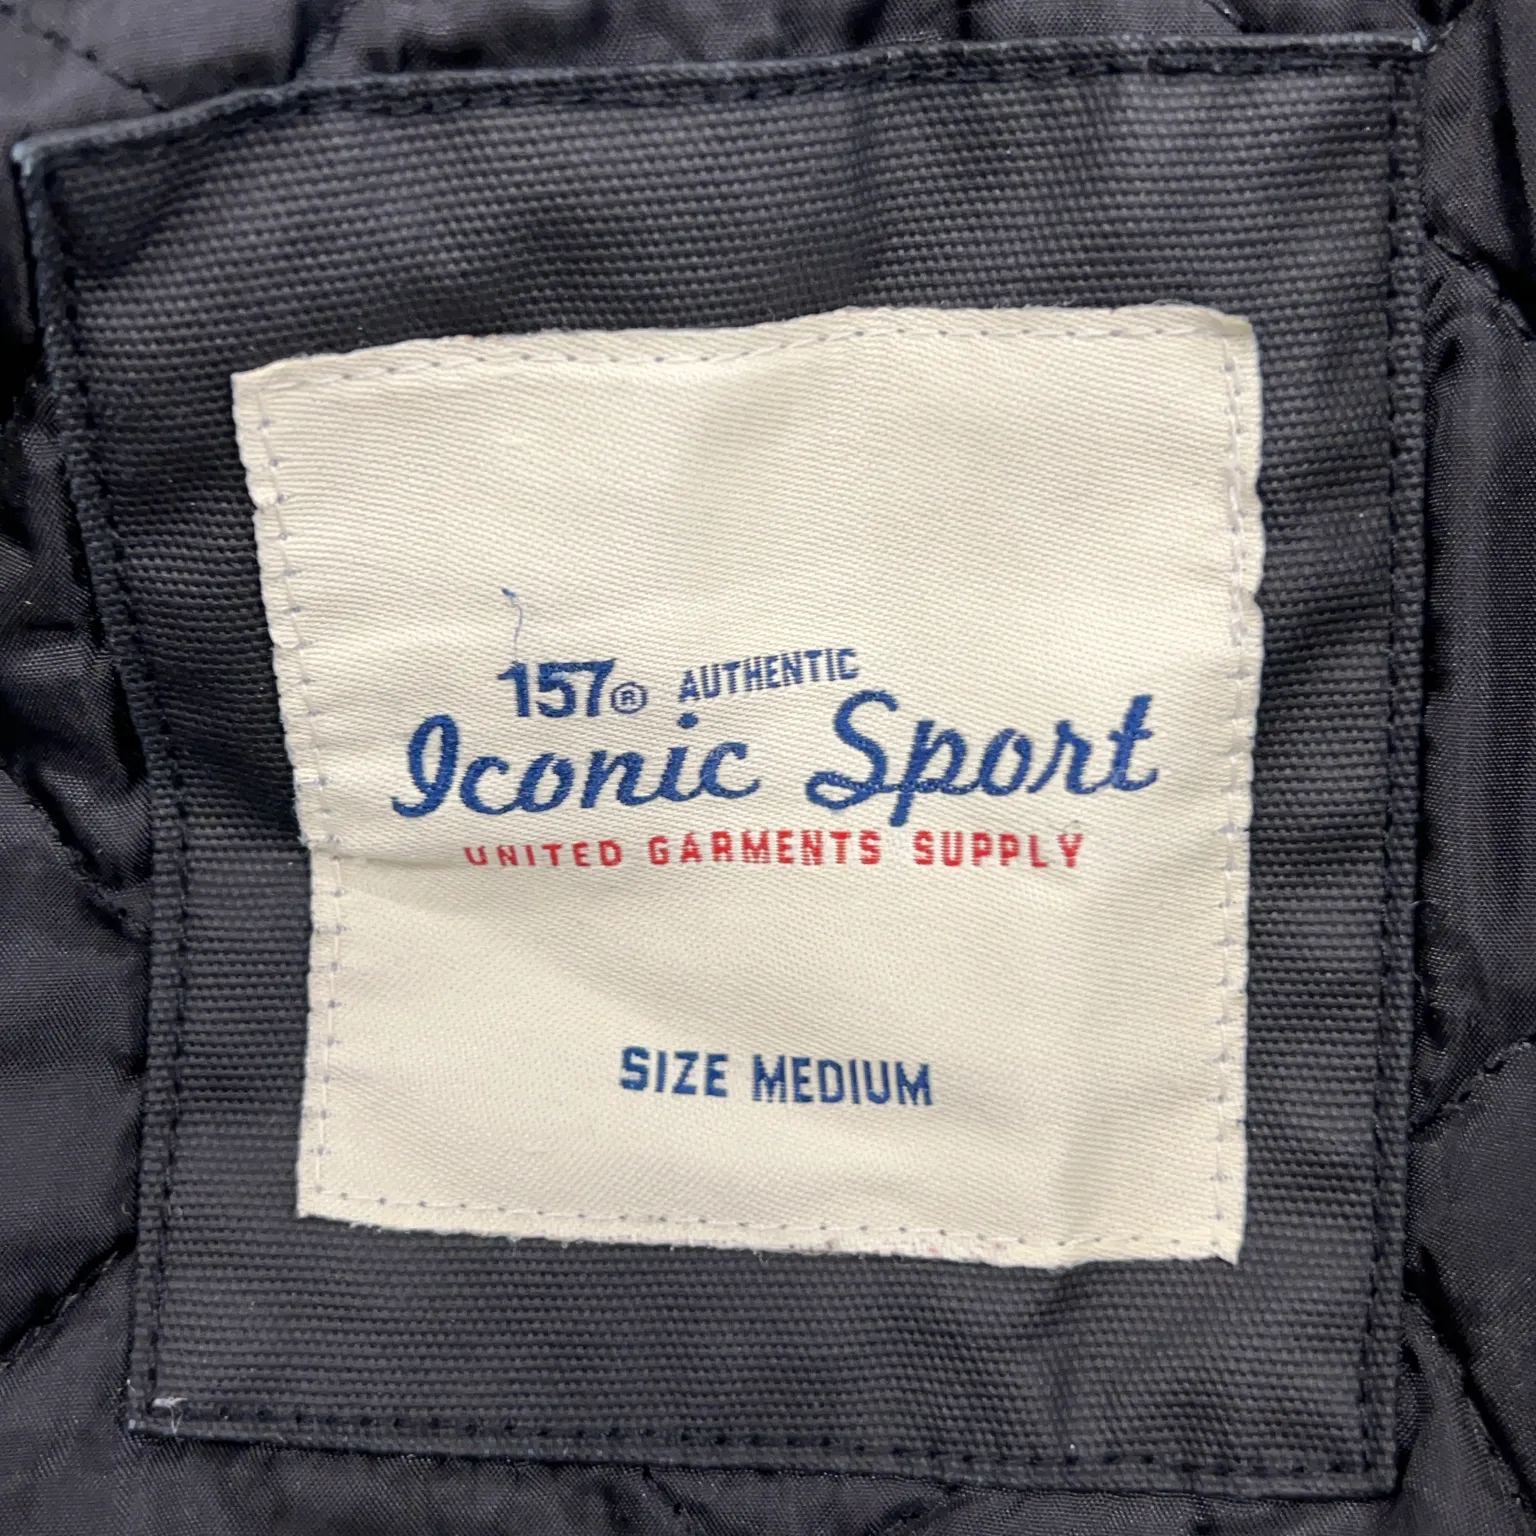 157® AUTHENTIC
Iconic Sport
UNITED GARMENTS SUPPLY
SIZE MEDIUM